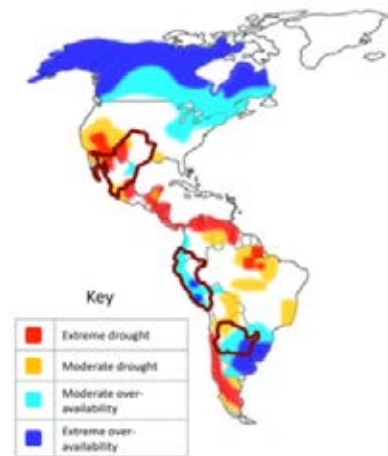 Key
Extreme drought
Moderate drought
Moderate over-
availability
Extreme over-
availability